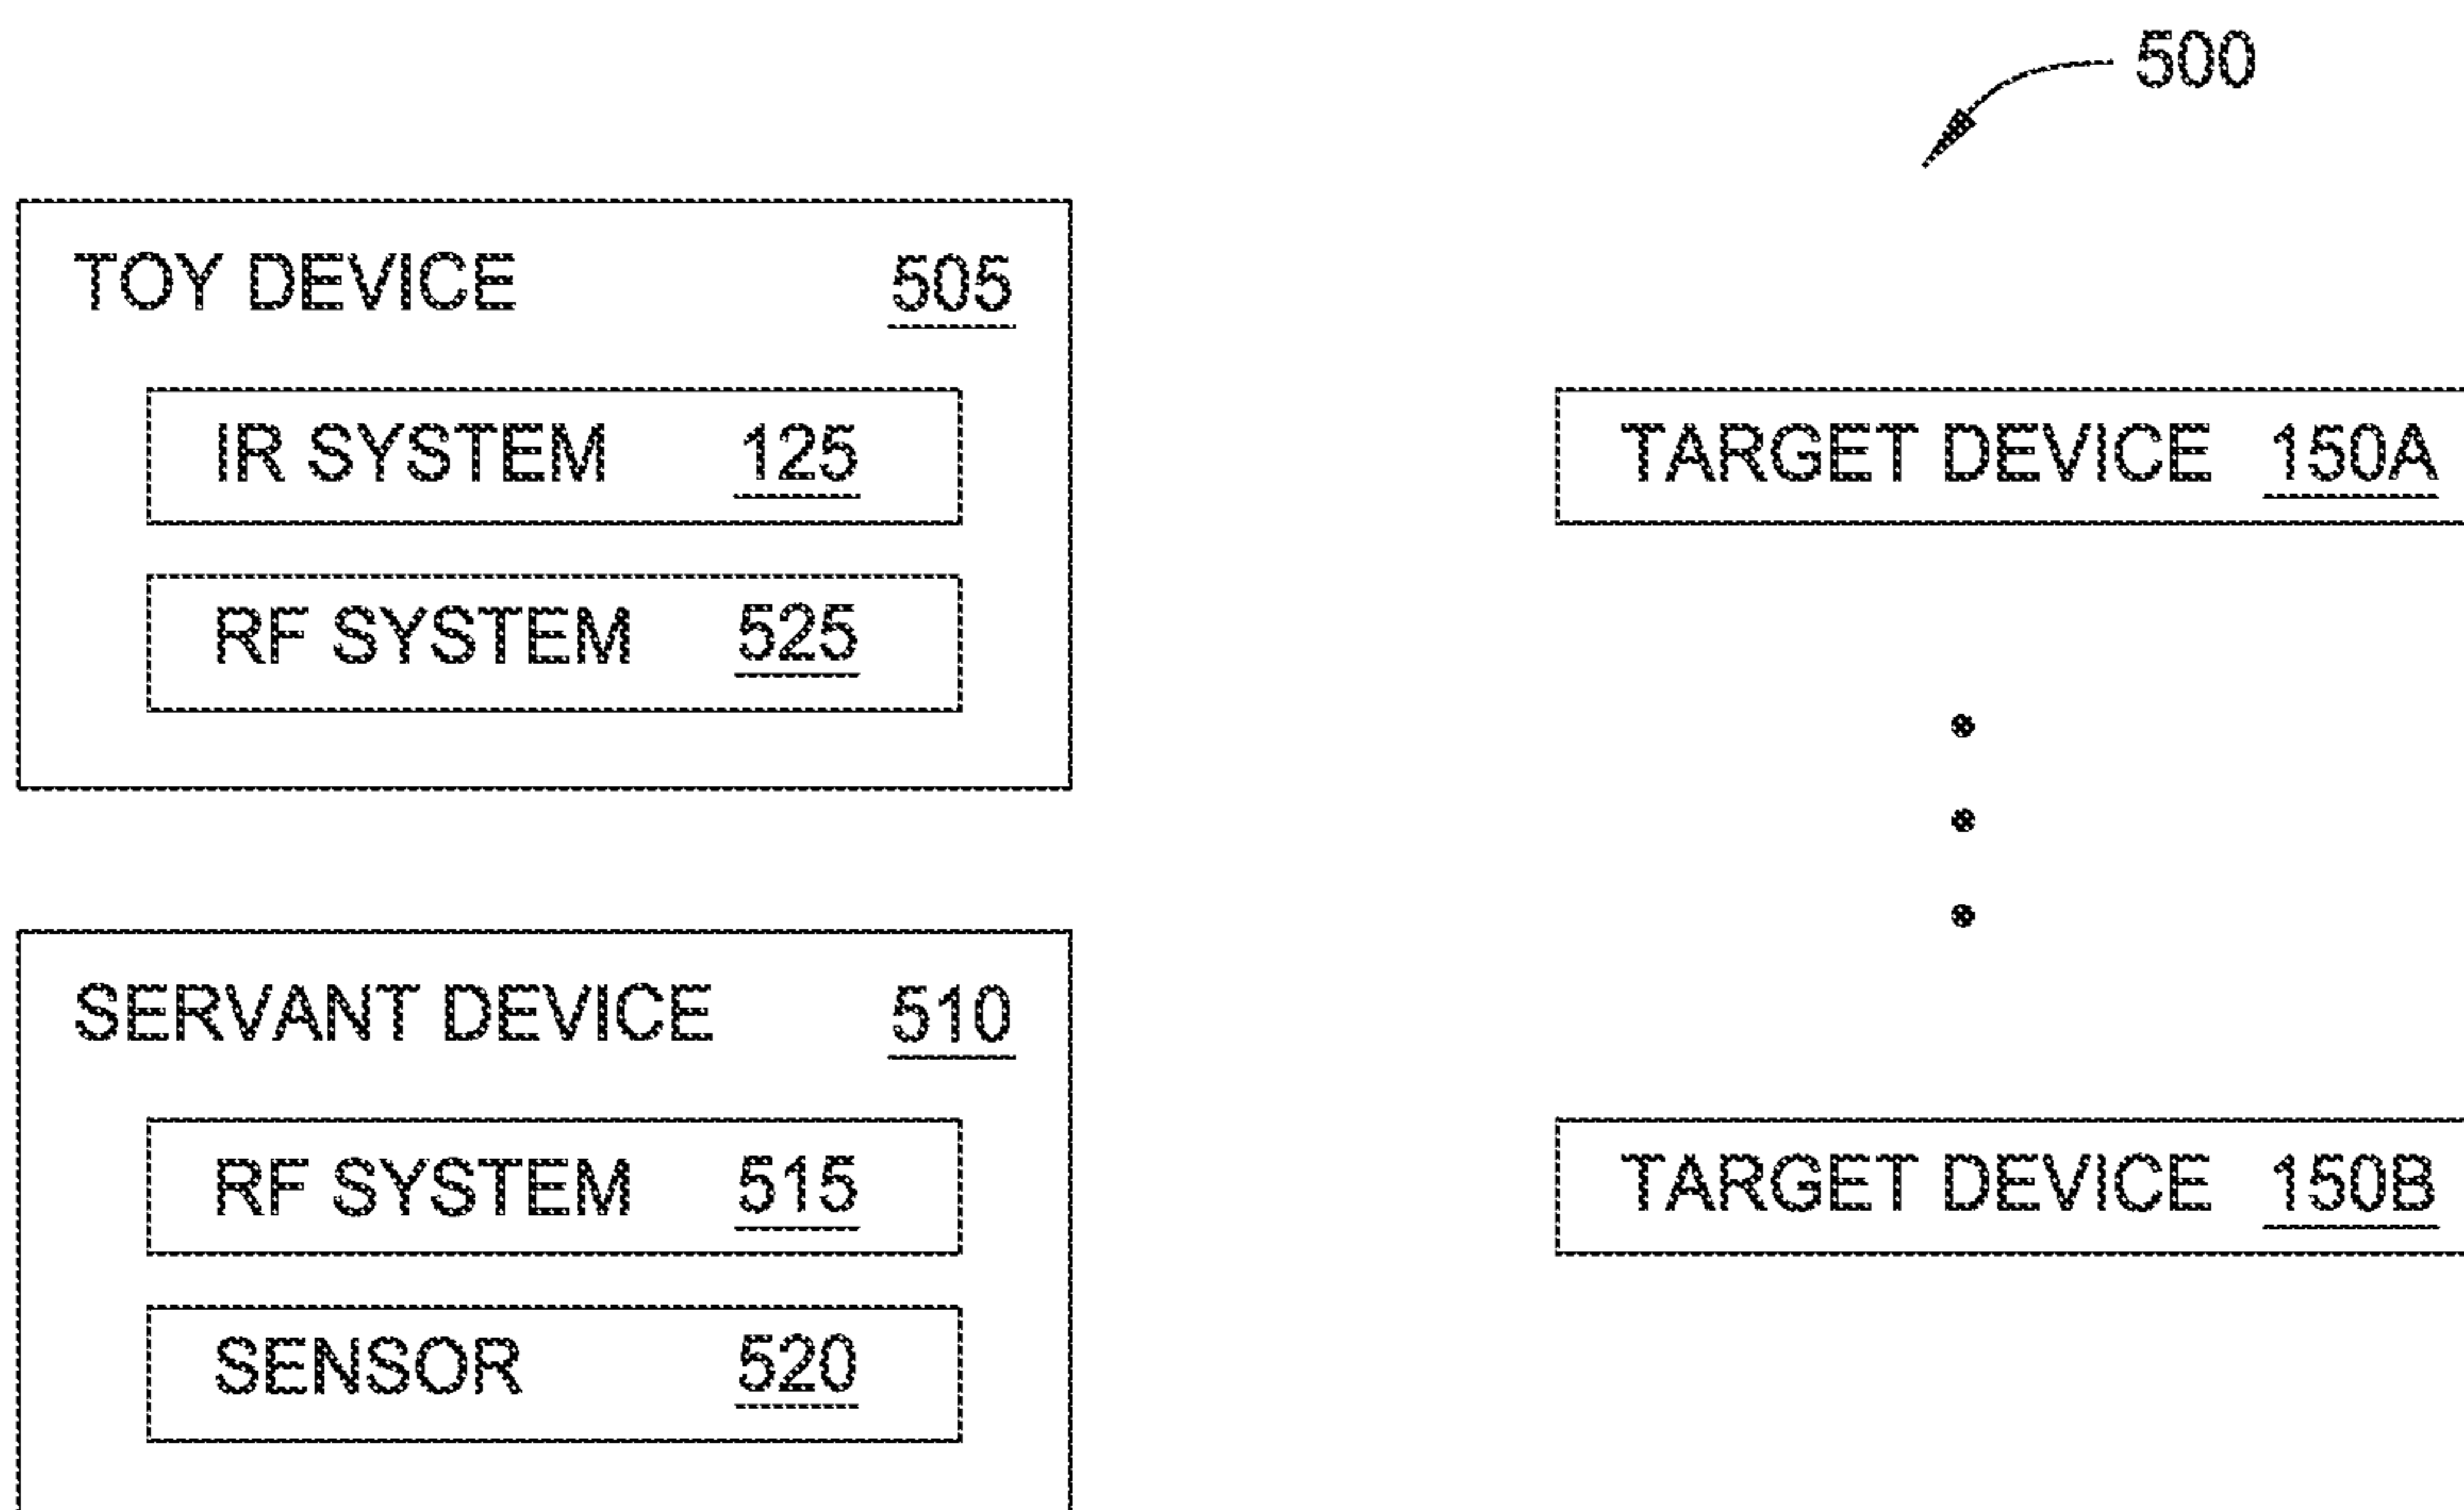 500
TOY DEVICE 505
IR SYSTEM 125
RF SYSTEM 525
TARGET DEVICE 150A
SERVANT DEVICE 510
RF SYSTEM 515
SENSOR 520
TARGET DEVICE 150B